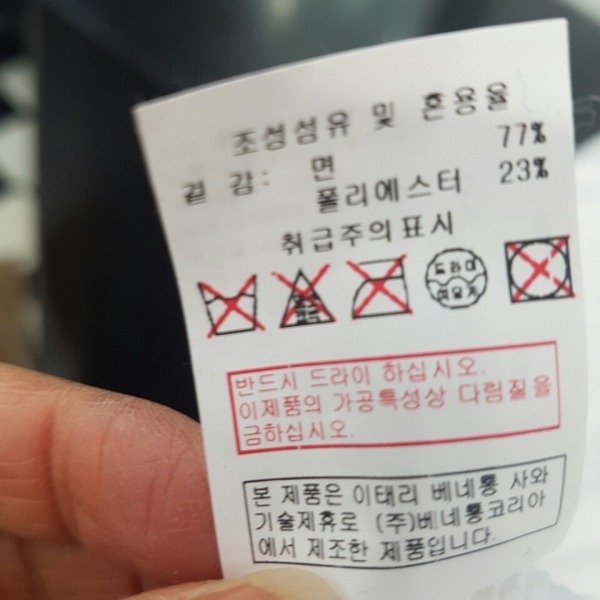 조성섬유 및 혼용율
겉 감: 면 77%
폴리에스터 23%
취급주의표시
드라이
반드시 드라이 하십시오.
이제품의 가공특성상 다림질을
금하십시오.
본 제품은 이태리 베네통 사와
기술제휴로 (주)베네통코리아
에서 제조한 제품입니다.